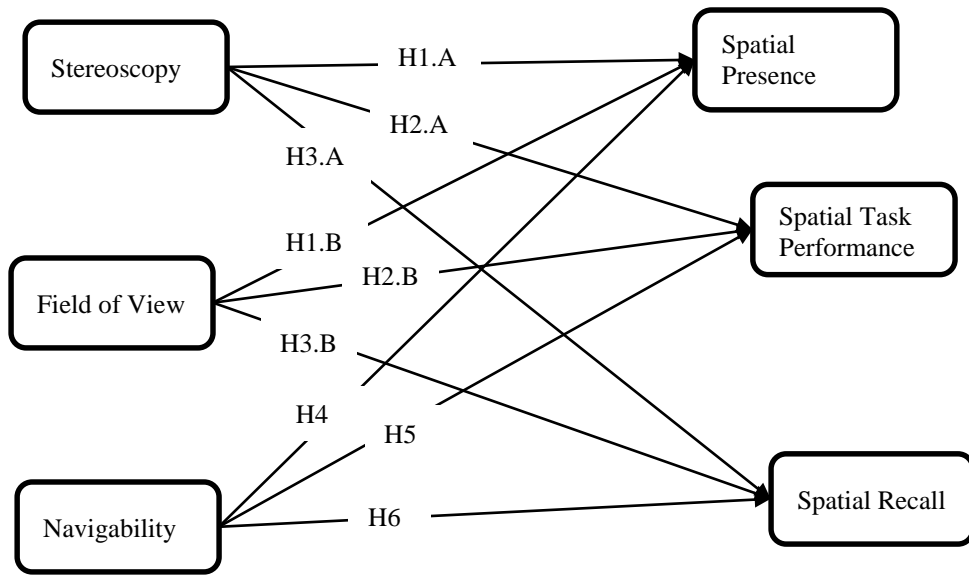 Stereoscopy
H1.A
Spatial
Presence
H2.A
H3.A
Spatial Task
Performance
H1.B
H2.B
Field of View
H3.B
H4
H5
Spatial Recall
Navigability
H6